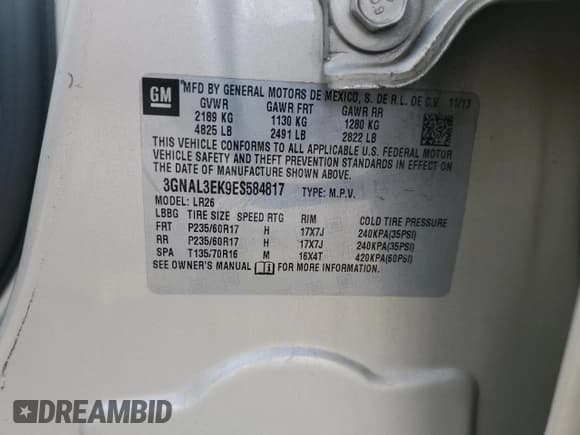 GM
MFD BY GENERAL MOTORS DE MEXICO, S. DE R.L. DE C.V. 11/13
GVWR GAWR FRT GAWR RR
2189 KG 1130 KG 1280 KG
4825 LB 2491 LB 2822 LB
THIS VEHICLE CONFORMS TO ALL APPLICABLE U.S. FEDERAL MOTOR
VEHICLE SAFETY AND THEFT PREVENTION STANDARDS IN EFFECT ON
THE DATE OF MANUFACTURE SHOWN ABOVE.
3GNAL3EK9ES584817 TYPE: M.P.V.
MODEL: LR26
LBBG TIRE SIZE SPEED RTG RIM COLD TIRE PRESSURE
FRT P235/60R17 H 17X7J 240KPA(35PSI)
RR P235/60R17 H 17X7J 240KPA(35PSI)
SPA T135/70R16 M 16X4T 420KPA(60PSI)
SEE OWNER'S MANUAL FOR MORE INFORMATION.
DREAMBID